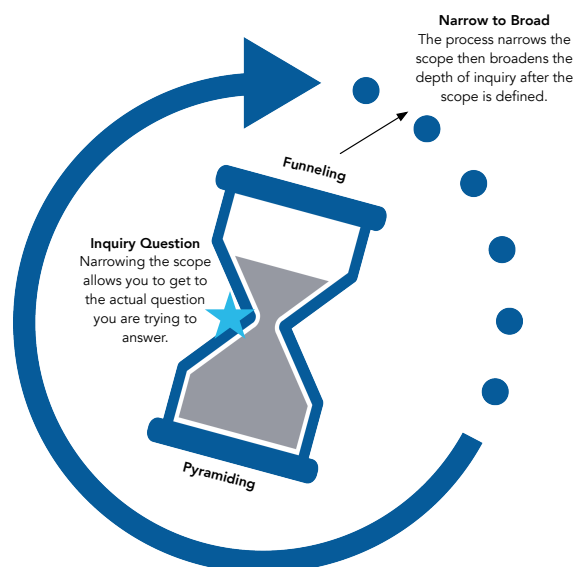 Narrow to Broad
The process narrows the
scope then broadens the
depth of inquiry after the
scope is defined.
Funneling
Inquiry Question
Narrowing the scope
allows you to get to
the actual question
you are trying to
answer.
Pyramiding